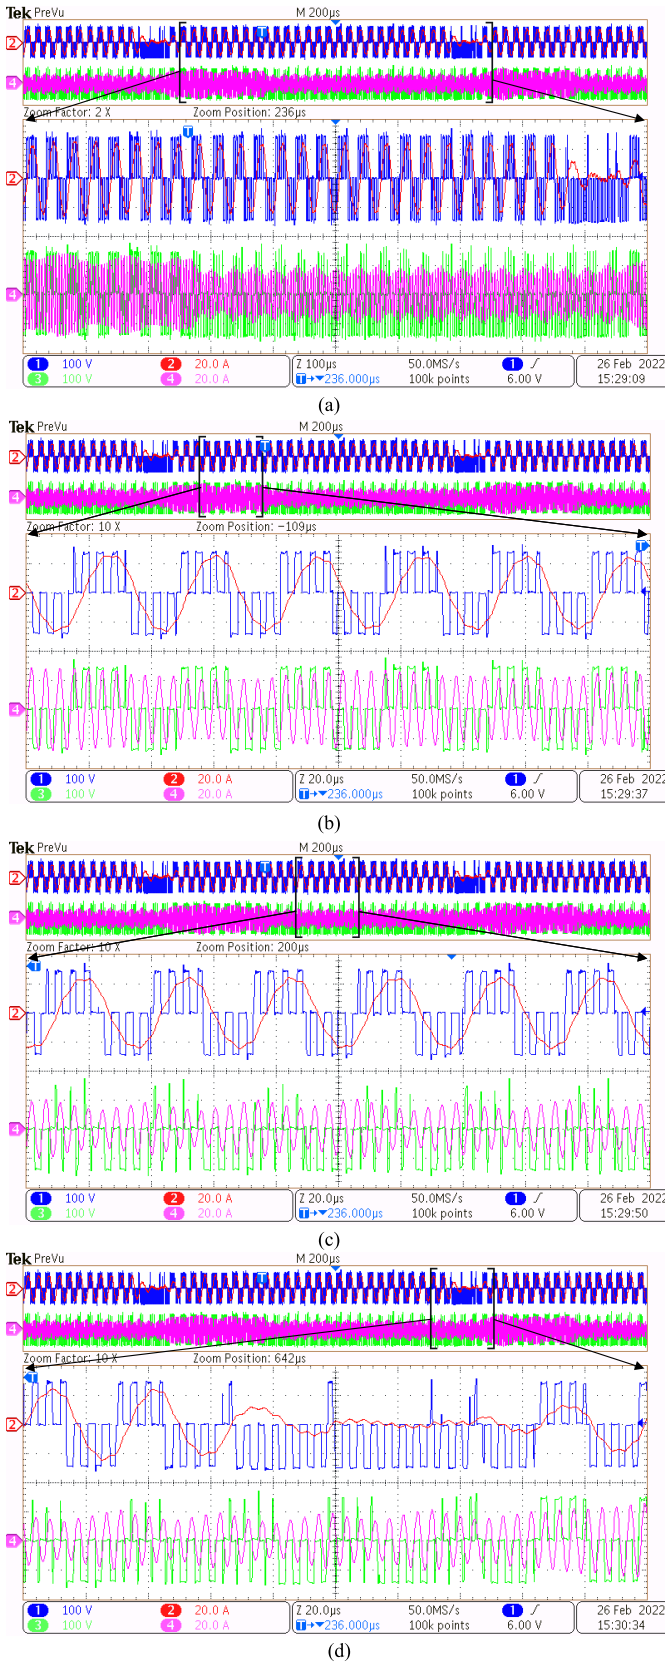 Tek PreVu M 200µs
2
T
4
Zoom Factor: 2 X Zoom Position: 236µs
T
2
4
1 100 V 2 20.0 A Z 100µs 50.0MS/s 1 26 Feb 2022
3 100 V 4 20.0 A T→▼236.000µs 100k points 6.00 V 15:29:09
(a)
Tek PreVu M 200µs
2
T
4
Zoom Factor: 10 X Zoom Position: −109µs
T
2
4
1 100 V 2 20.0 A Z 20.0µs 50.0MS/s 1 26 Feb 2022
3 100 V 4 20.0 A T→▼236.000µs 100k points 6.00 V 15:29:37
(b)
Tek PreVu M 200µs
2
T
4
Zoom Factor: 10 X Zoom Position: 200µs
T
2
4
1 100 V 2 20.0 A Z 20.0µs 50.0MS/s 1 26 Feb 2022
3 100 V 4 20.0 A T→▼236.000µs 100k points 6.00 V 15:29:50
(c)
Tek PreVu M 200µs
2
T
4
Zoom Factor: 10 X Zoom Position: 642µs
T
2
4
1 100 V 2 20.0 A Z 20.0µs 50.0MS/s 1 26 Feb 2022
3 100 V 4 20.0 A T→▼236.000µs 100k points 6.00 V 15:30:34
(d)